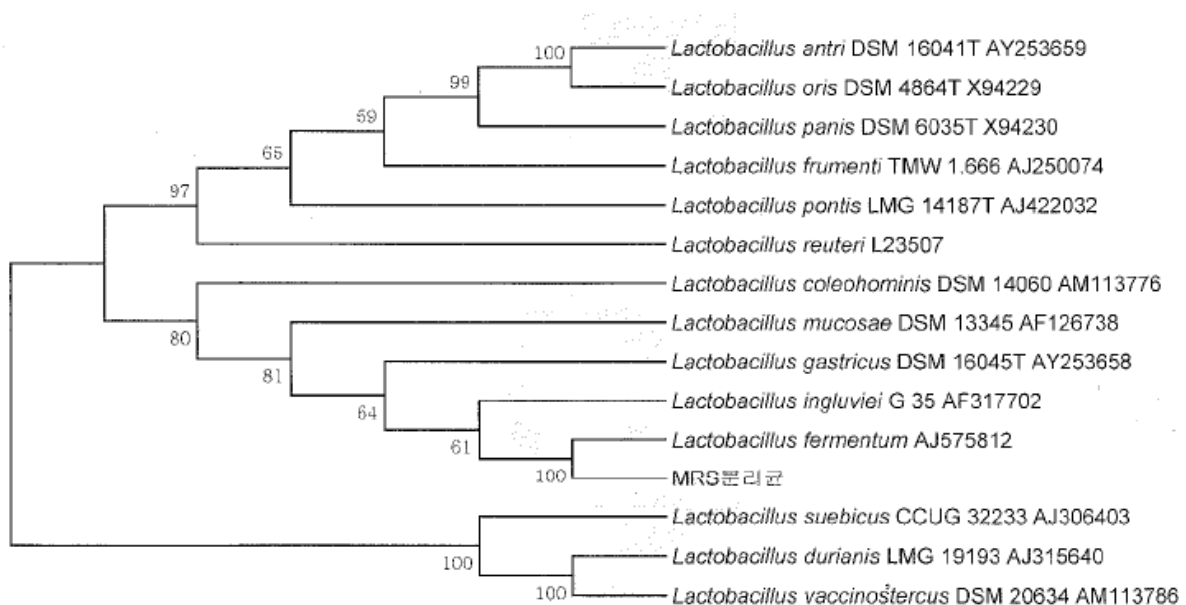 100
Lactobacillus antri DSM 16041T AY253659
99
Lactobacillus oris DSM 4864T X94229
59
Lactobacillus panis DSM 6035T X94230
65
Lactobacillus frumenti TMW 1.666 AJ250074
97
Lactobacillus pontis LMG 14187T AJ422032
Lactobacillus reuteri L23507
Lactobacillus coleohominis DSM 14060 AM113776
80
Lactobacillus mucosae DSM 13345 AF126738
81
Lactobacillus gastricus DSM 16045T AY253658
64
Lactobacillus ingluviei G 35 AF317702
61
Lactobacillus fermentum AJ575812
100
MRS분리균
Lactobacillus suebicus CCUG 32233 AJ306403
100
Lactobacillus durianis LMG 19193 AJ315640
100
Lactobacillus vaccinostercus DSM 20634 AM113786